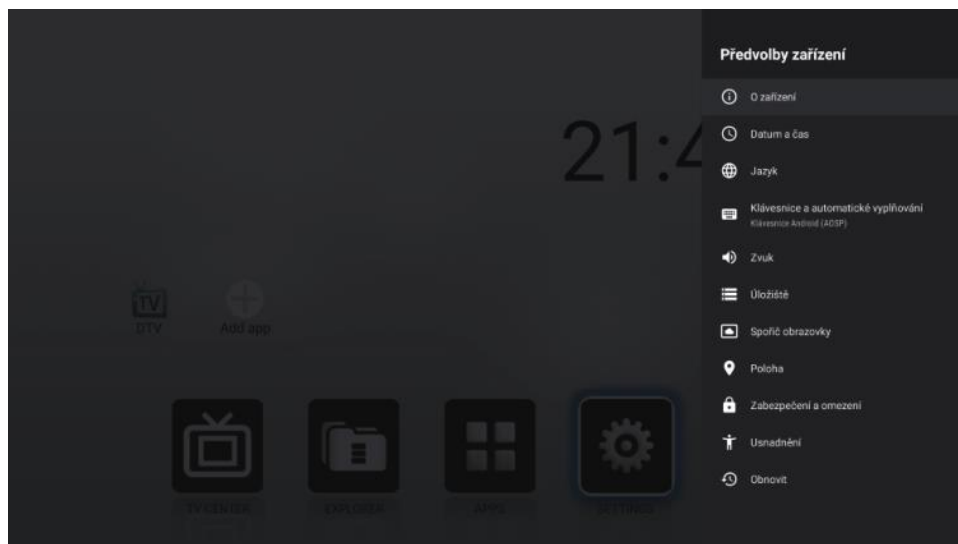 Předvolby zařízení
O zařízení
Datum a čas
Jazyk
Klávesnice a automatické vyplňování
Klávesnice Android (AOSP)
Zvuk
Úložiště
Spořič obrazovky
Poloha
Zabezpečení a omezení
Usnadnění
Obnovit
21:4
TV
DTV
Add app
TV CENTER
EXPLORER
APPS
SETTINGS